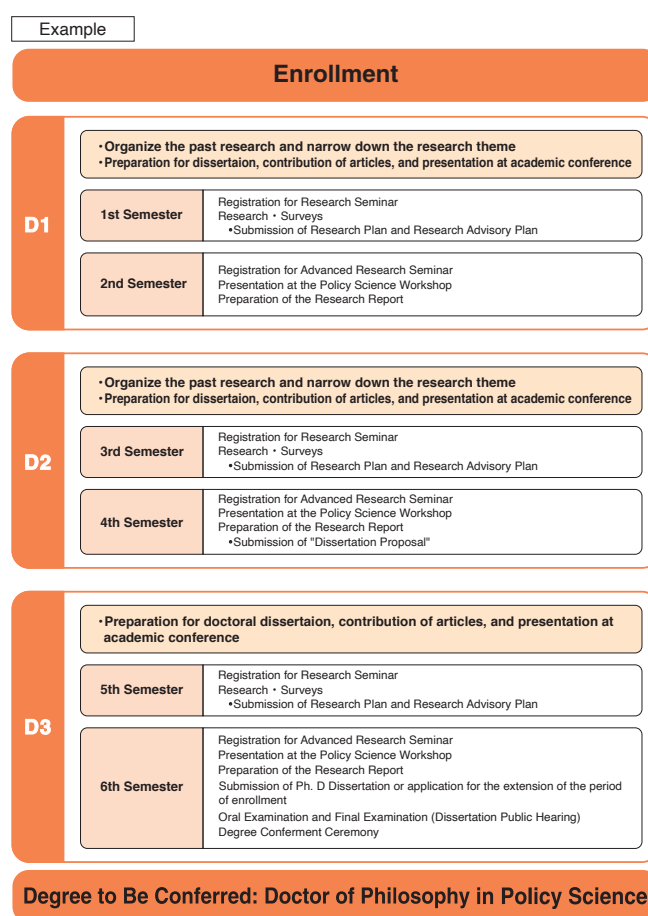 Example
Enrollment
D1
・Organize the past research and narrow down the research theme
・Preparation for dissertaion, contribution of articles, and presentation at academic conference
1st Semester
Registration for Research Seminar
Research・Surveys
•Submission of Research Plan and Research Advisory Plan
2nd Semester
Registration for Advanced Research Seminar
Presentation at the Policy Science Workshop
Preparation of the Research Report
D2
・Organize the past research and narrow down the research theme
・Preparation for dissertaion, contribution of articles, and presentation at academic conference
3rd Semester
Registration for Research Seminar
Research・Surveys
•Submission of Research Plan and Research Advisory Plan
4th Semester
Registration for Advanced Research Seminar
Presentation at the Policy Science Workshop
Preparation of the Research Report
•Submission of "Dissertation Proposal"
D3
・Preparation for doctoral dissertaion, contribution of articles, and presentation at
academic conference
5th Semester
Registration for Research Seminar
Research・Surveys
•Submission of Research Plan and Research Advisory Plan
6th Semester
Registration for Advanced Research Seminar
Presentation at the Policy Science Workshop
Preparation of the Research Report
Submission of Ph. D Dissertation or application for the extension of the period
of enrollment
Oral Examination and Final Examination (Dissertation Public Hearing)
Degree Conferment Ceremony
Degree to Be Conferred: Doctor of Philosophy in Policy Science